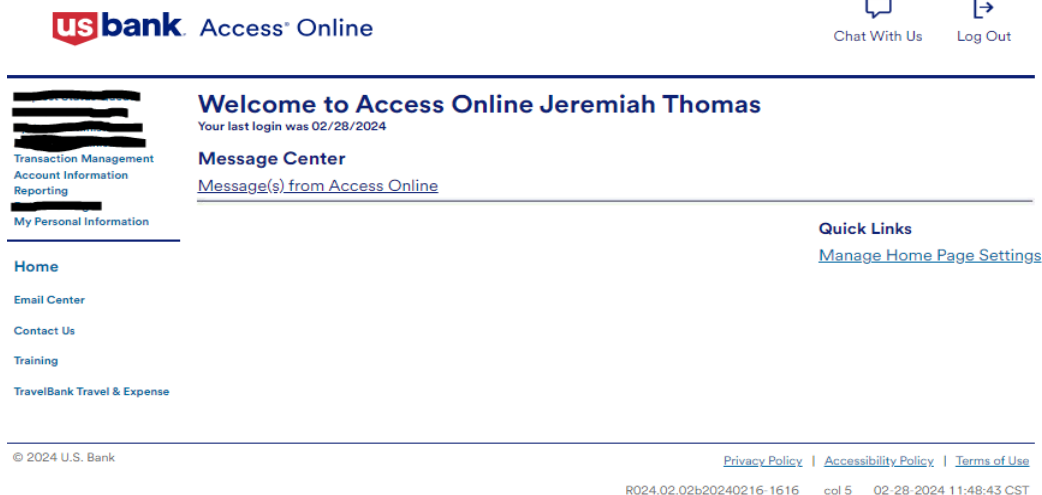 us bank. Access® Online
Chat With Us
Log Out
Transaction Management
Account Information
Reporting
My Personal Information
Home
Email Center
Contact Us
Training
TravelBank Travel & Expense
Welcome to Access Online Jeremiah Thomas
Your last login was 02/28/2024
Message Center
Message(s) from Access Online
Quick Links
Manage Home Page Settings
© 2024 U.S. Bank
Privacy Policy | Accessibility Policy | Terms of Use
R024.02.02b20240216-1616 col 5 02-28-2024 11:48:43 CST